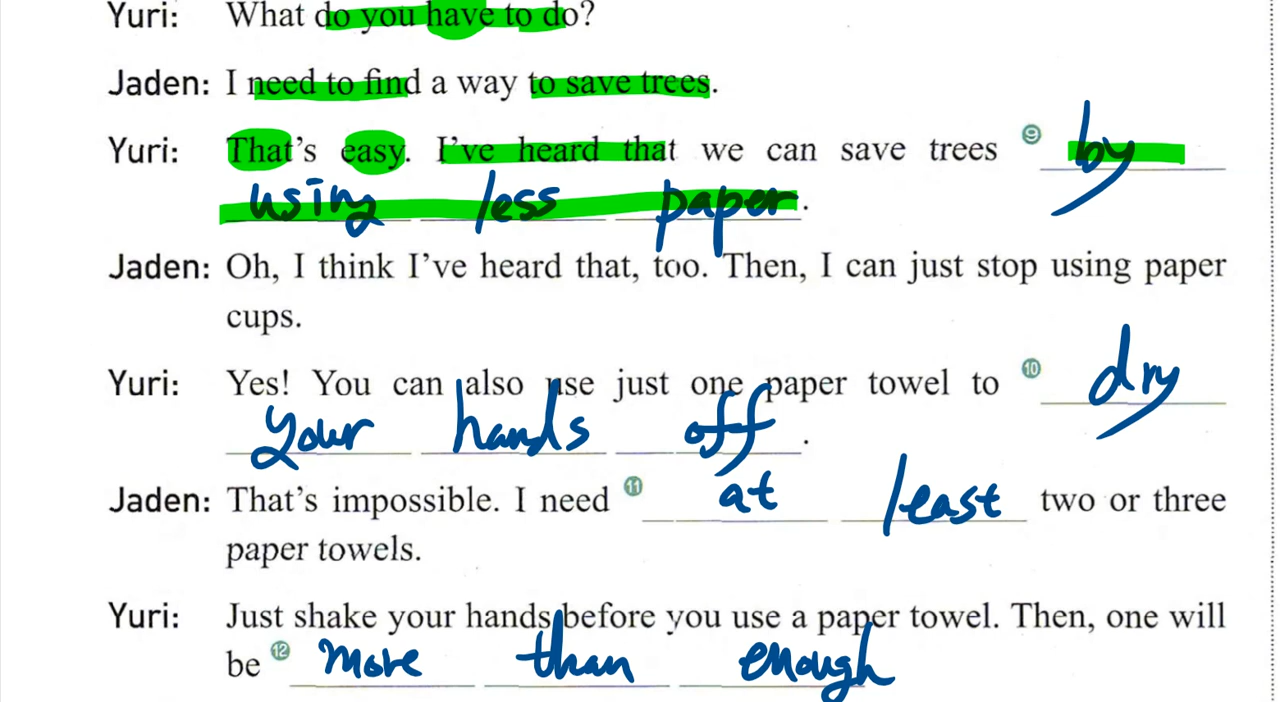 Yuri: What do you have to do?
Jaden: I need to find a way to save trees.
Yuri: That's easy. I've heard that we can save trees ⑨ by
using less paper.
Jaden: Oh, I think I've heard that, too. Then, I can just stop using paper
cups.
Yuri: Yes! You can also use just one paper towel to ⑩ dry
your hands off.
Jaden: That's impossible. I need ⑪ at least two or three
paper towels.
Yuri: Just shake your hands before you use a paper towel. Then, one will
be ⑫ more than enough